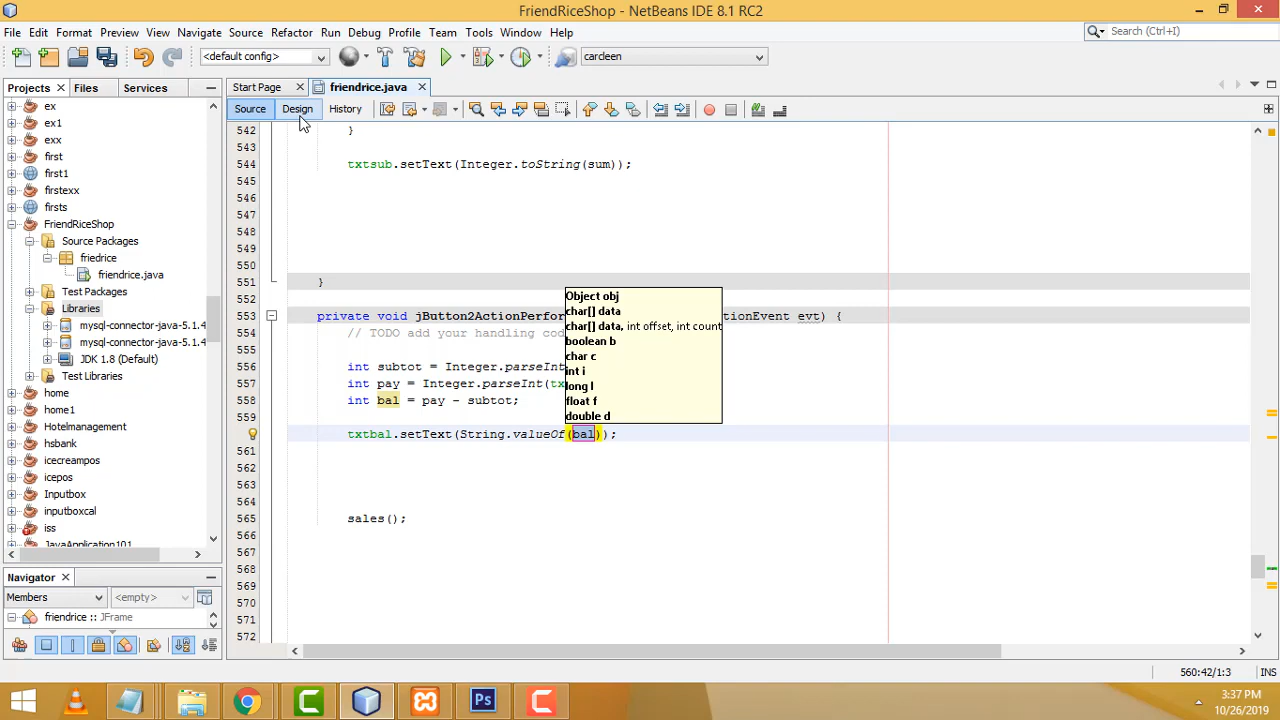 FriendRiceShop - NetBeans IDE 8.1 RC2
File Edit Format Preview View Navigate Source Refactor Run Debug Profile Team Tools Window Help
Search (Ctrl+I)
<default config>
cardeen
Projects Files Services
Start Page friendrice.java
Source Design History
ex
ex1
exx
first
first1
firstexx
firsts
FriendRiceShop
Source Packages
friedrice
friendrice.java
Test Packages
Libraries
mysql-connector-java-5.1.4
mysql-connector-java-5.1.4
JDK 1.8 (Default)
Test Libraries
home
home1
Hotelmanagement
hsbank
icecreampos
icepos
Inputbox
inputboxcal
iss
JavaApplication101
Navigator
Members
<empty>
friendrice :: JFrame
542 }
543
544 txtsub.setText(Integer.toString(sum));
545
546
547
548
549
550
551 }
552
553 private void jButton2ActionPerfor
tionEvent evt) {
554 // TODO add your handling cod
555
556 int subtot = Integer.parseInt
557 int pay = Integer.parseInt(tx
558 int bal = pay - subtot;
559
txtbal.setText(String.valueOf(bal));
561
562
563
564
565 sales();
566
567
568
569
570
571
572
Object obj
char[] data
char[] data, int offset, int count
boolean b
char c
int i
long l
float f
double d
560:42/1:3
INS
3:37 PM
10/26/2019